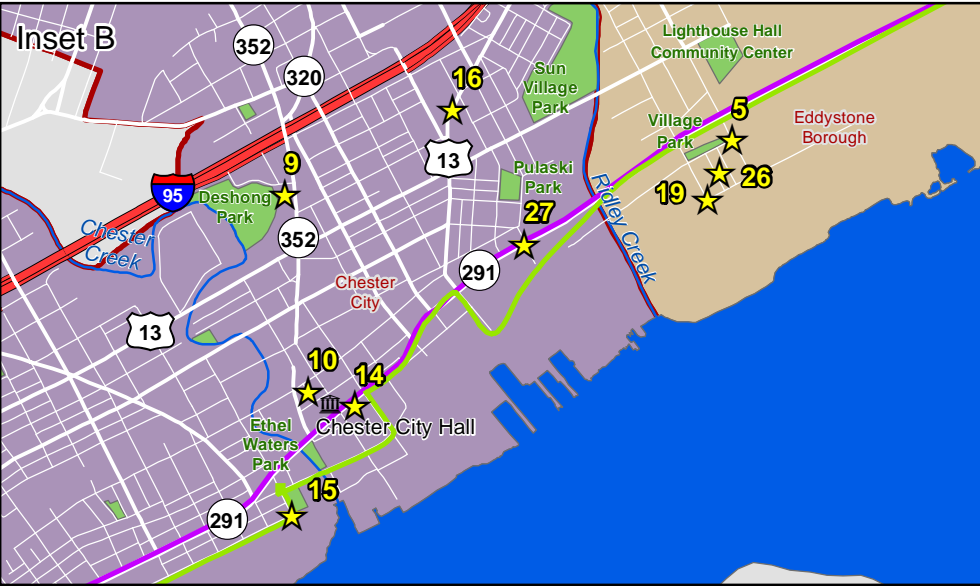 Inset B
352
320
16
Sun
Village
Park
Lighthouse Hall
Community Center
5
Village
Park
Eddystone
Borough
13
9
95
Deshong
Park
Pulaski
Park
26
19
27
Ridley Creek
Chester
Creek
352
291
Chester
City
13
10
14
Chester City Hall
Ethel
Waters
Park
15
291